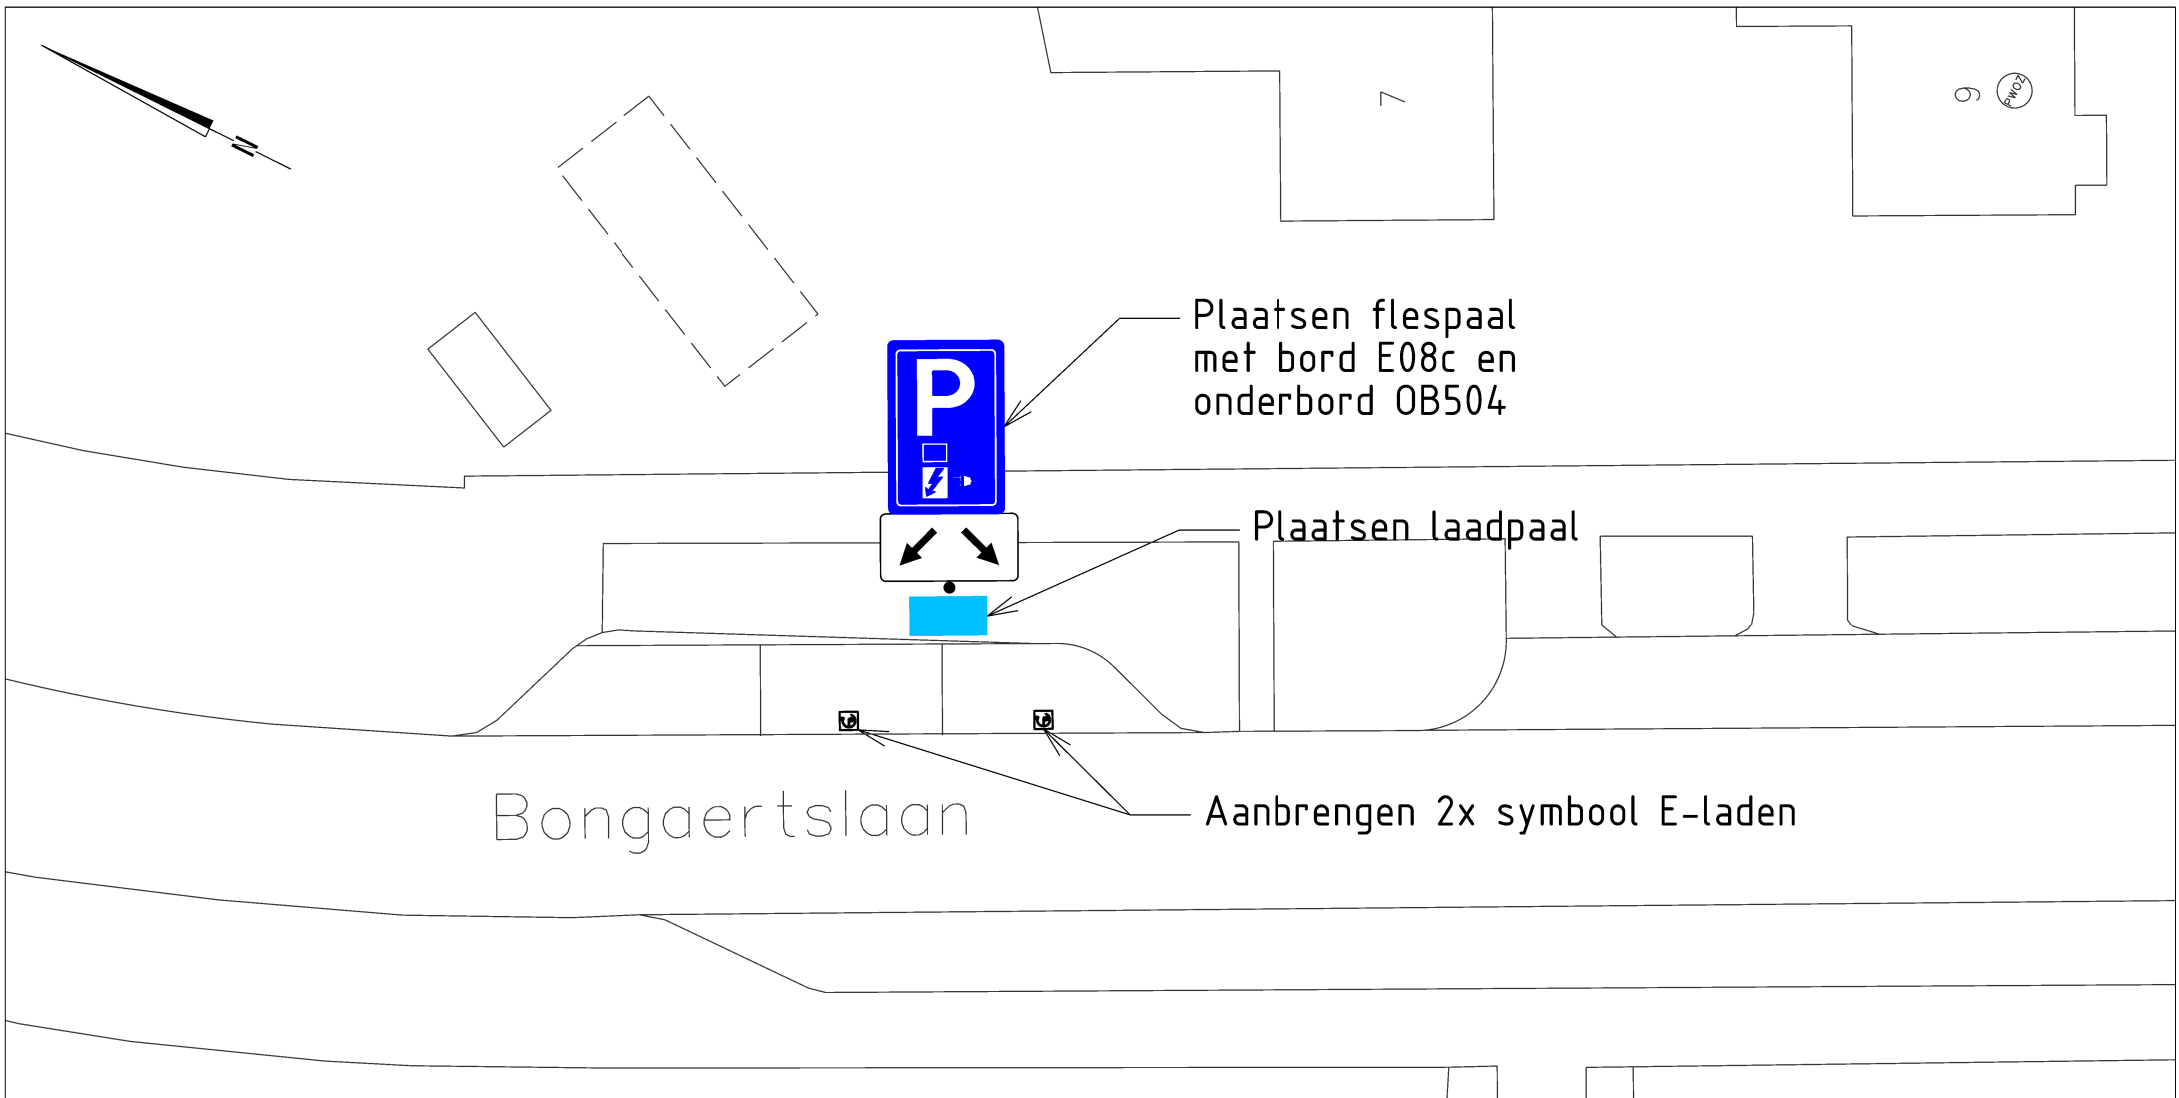 N
7
9
PWOZ
Plaatsen flespaal
met bord E08c en
onderbord OB504
P
Plaatsen laadpaal
Bongaertslaan
Aanbrengen 2x symbool E-laden